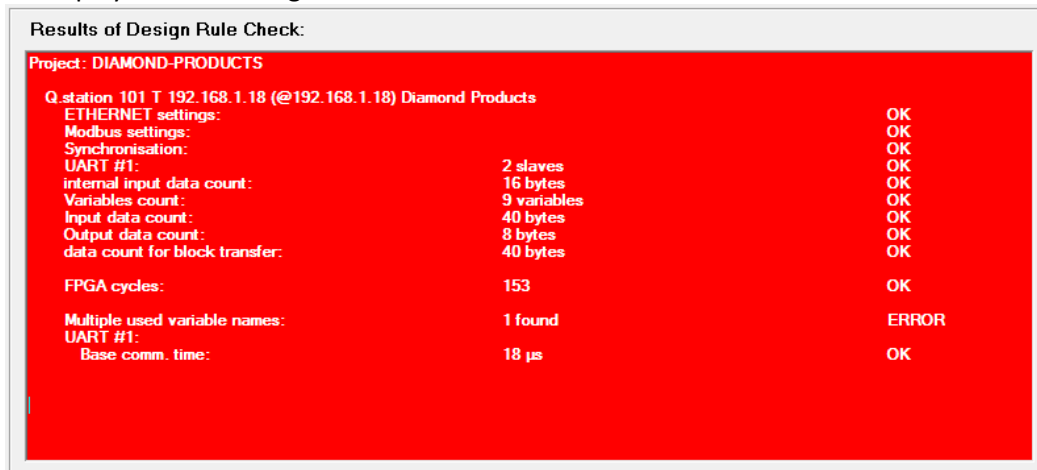 Results of Design Rule Check:
Project: DIAMOND-PRODUCTS
Q.station 101 T 192.168.1.18 (@192.168.1.18) Diamond Products
ETHERNET settings: OK
Modbus settings: OK
Synchronisation: OK
UART #1: 2 slaves OK
internal input data count: 16 bytes OK
Variables count: 9 variables OK
Input data count: 40 bytes OK
Output data count: 8 bytes OK
data count for block transfer: 40 bytes OK
FPGA cycles: 153 OK
Multiple used variable names: 1 found ERROR
UART #1:
Base comm. time: 18 µs OK